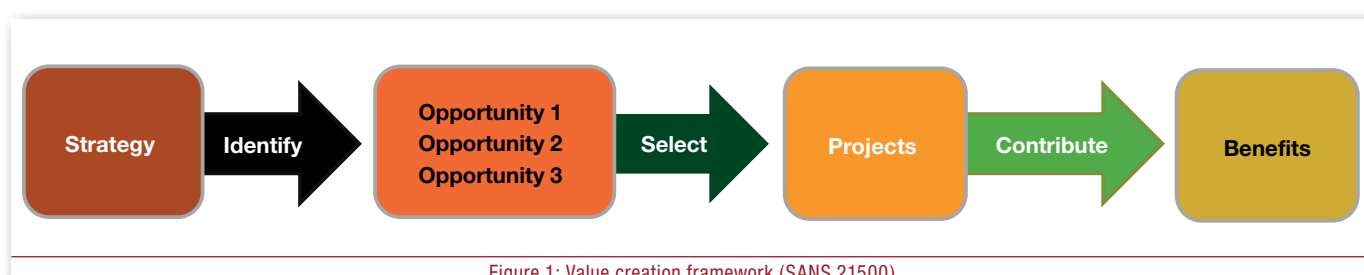 Strategy
Identify
Opportunity 1
Opportunity 2
Opportunity 3
Select
Projects
Contribute
Benefits
Figure 1: Value creation framework (SANS 21500)